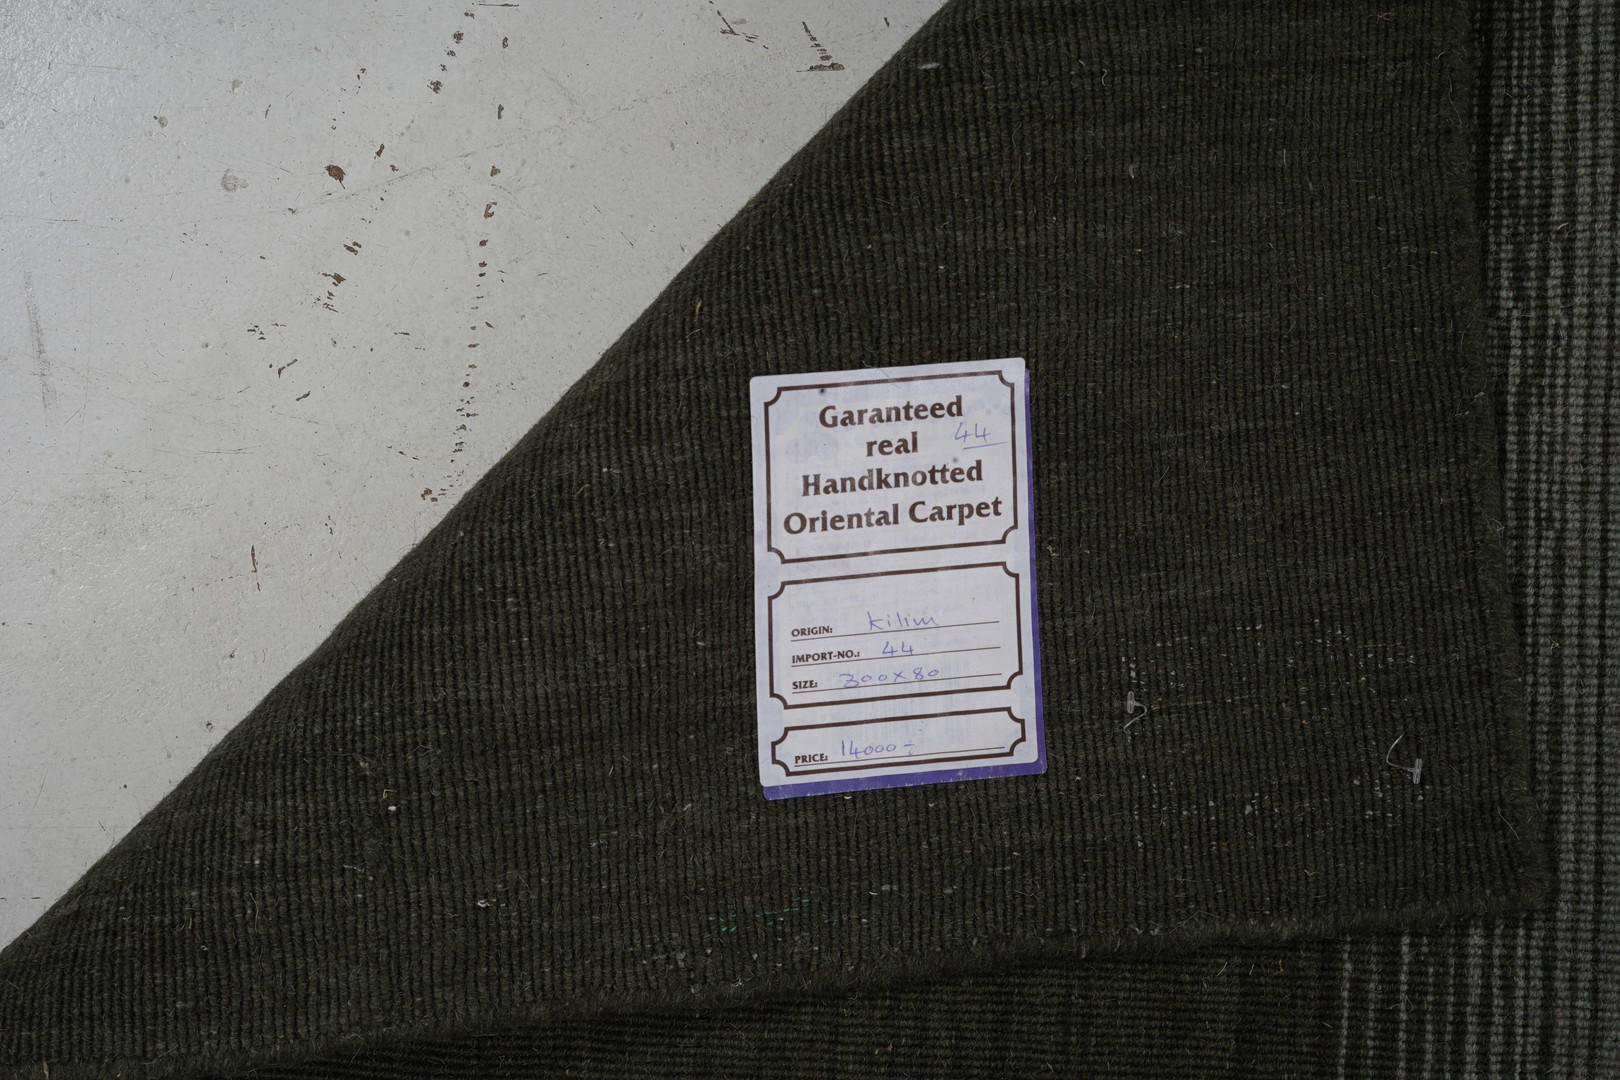 Garanteed
real 44
Handknotted
Oriental Carpet
ORIGIN: Kilim
IMPORT-NO.: 44
SIZE: 300x80
PRICE: 14000-